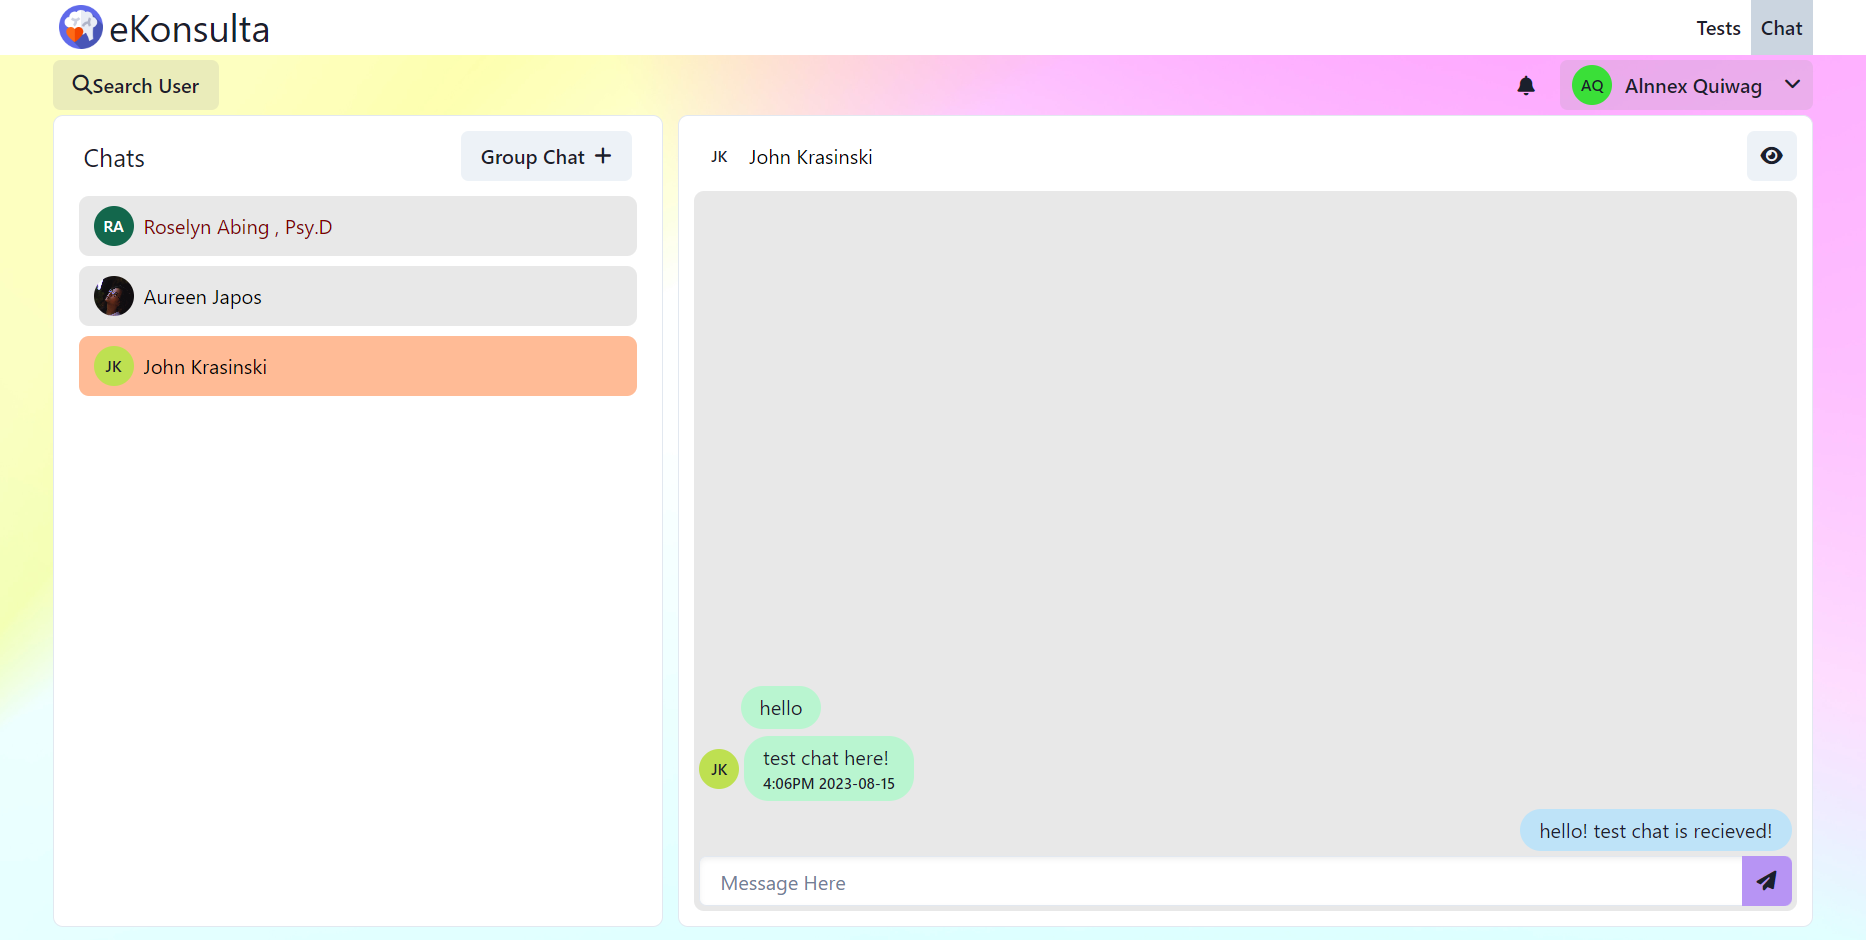 eKonsulta
Tests
Chat
Search User
AQ
Alnnex Quiwag
Chats
Group Chat
RA
Roselyn Abing , Psy.D
Aureen Japos
JK
John Krasinski
JK
John Krasinski
hello
JK
test chat here!
4:06PM 2023-08-15
hello! test chat is recieved!
Message Here